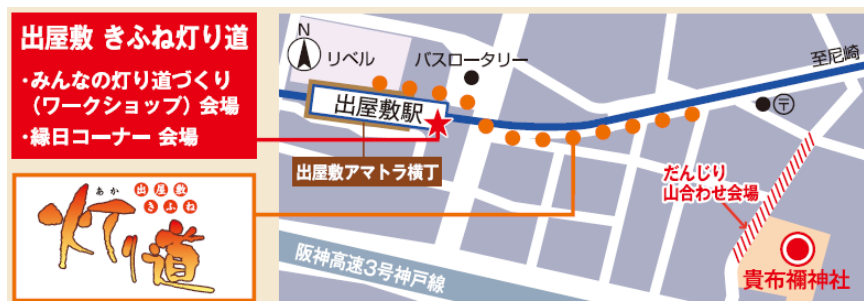 出屋敷 きふね灯り道
・みんなの灯り道づくり
（ワークショップ）会場
・縁日コーナー 会場
出屋敷
きふね
あか
灯り道
N
リベル
バスロータリー
至尼崎
出屋敷駅
〒
出屋敷アマトラ横丁
だんじり
山合わせ会場
阪神高速3号神戸線
貴布禰神社